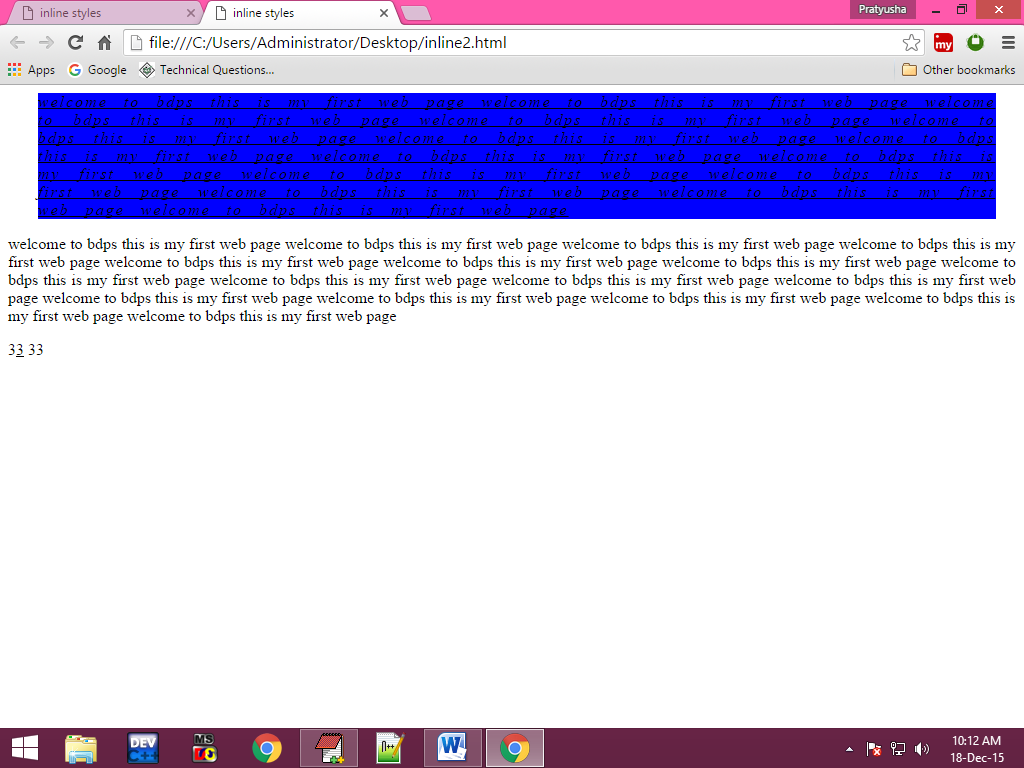 Pratyusha
inline styles
inline styles
file:///C:/Users/Administrator/Desktop/inline2.html
my
Apps
Google
Technical Questions...
Other bookmarks
welcome to bdps this is my first web page welcome to bdps this is my first web page welcome
to bdps this is my first web page welcome to bdps this is my first web page welcome to
bdps this is my first web page welcome to bdps this is my first web page welcome to bdps
this is my first web page welcome to bdps this is my first web page welcome to bdps this is
my first web page welcome to bdps this is my first web page welcome to bdps this is my
first web page welcome to bdps this is my first web page welcome to bdps this is my first
web page welcome to bdps this is my first web page
welcome to bdps this is my first web page welcome to bdps this is my first web page welcome to bdps this is my first web page welcome to bdps this is my
first web page welcome to bdps this is my first web page welcome to bdps this is my first web page welcome to bdps this is my first web page welcome to
bdps this is my first web page welcome to bdps this is my first web page welcome to bdps this is my first web page welcome to bdps this is my first web
page welcome to bdps this is my first web page welcome to bdps this is my first web page welcome to bdps this is my first web page welcome to bdps this is
my first web page welcome to bdps this is my first web page
33 33
DEV
C++
MS
W
10:12 AM
18-Dec-15